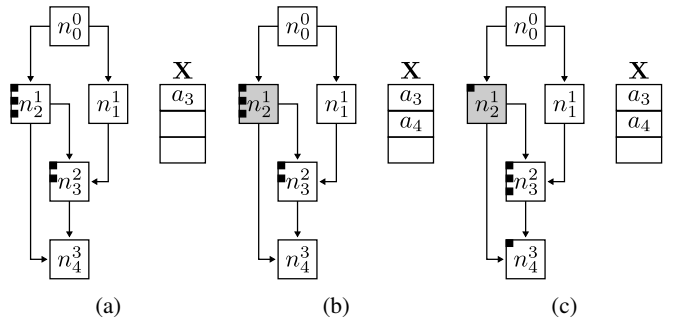 n_0^0 n_0^0 n_0^0
X X X
n_2^1 n_1^1 a_3 n_2^1 n_1^1 a_3 n_2^1 n_1^1 a_3
a_4 a_4
n_3^2 n_3^2 n_3^2
n_4^3 n_4^3 n_4^3
(a) (b) (c)